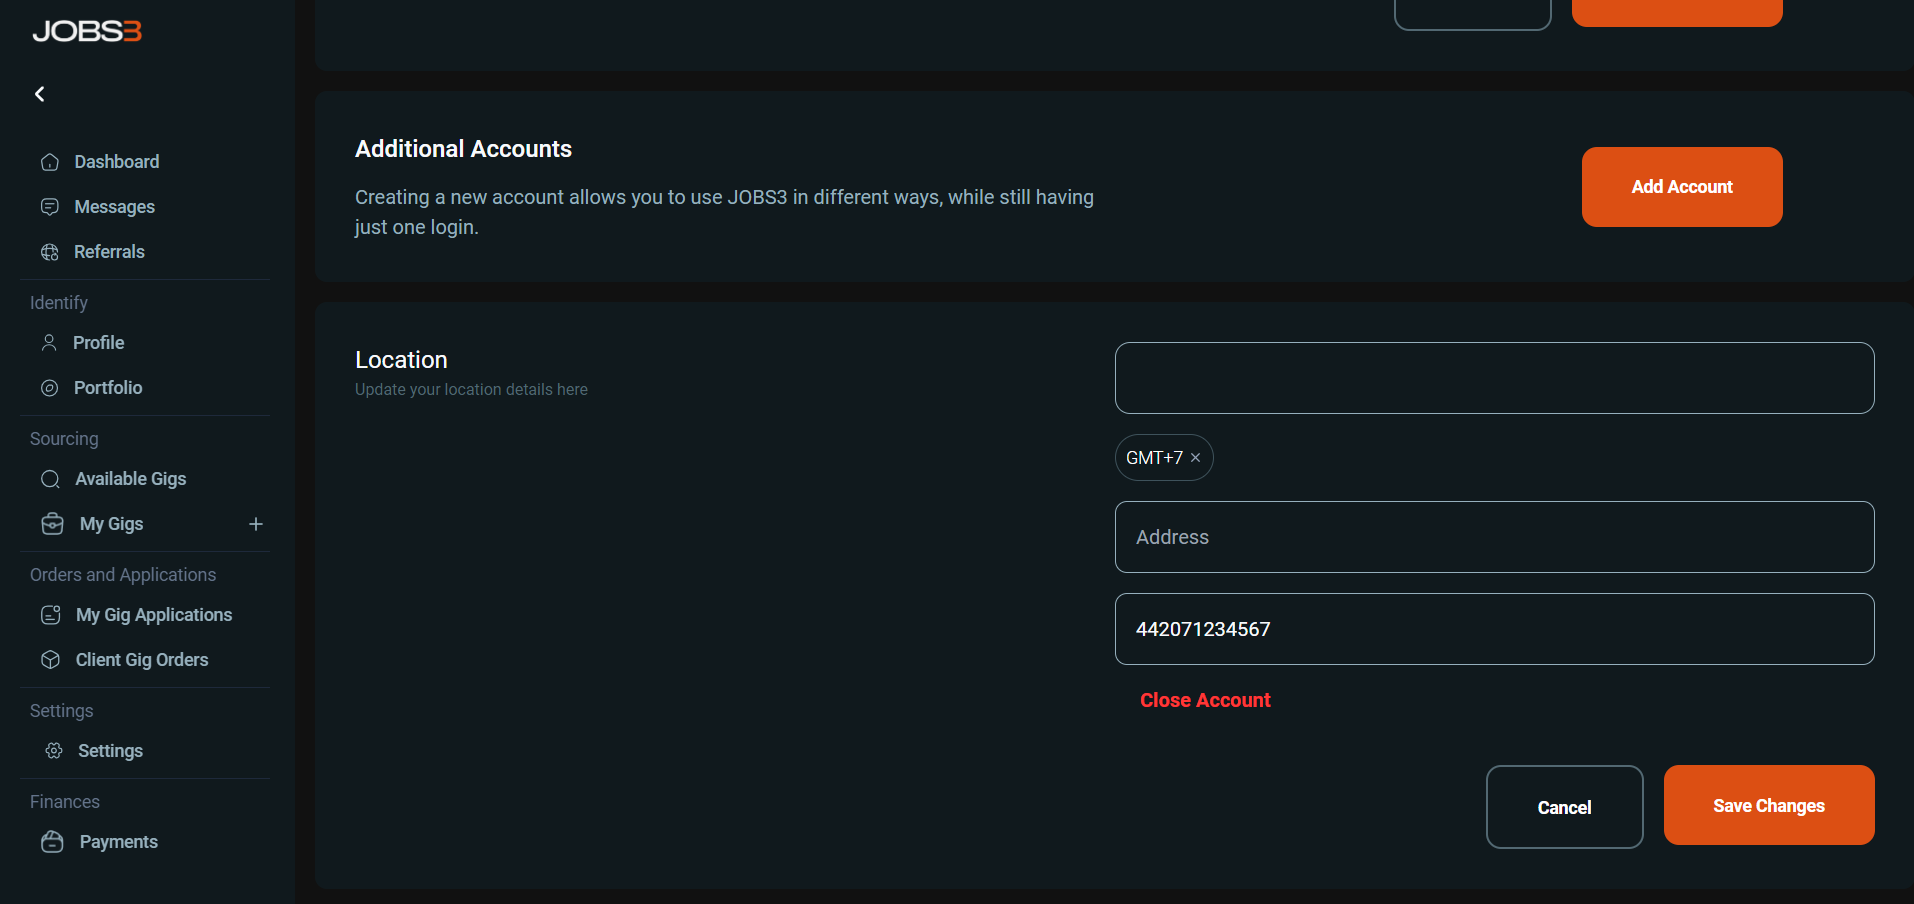 JOBS3
Dashboard
Messages
Referrals
Identify
Profile
Portfolio
Sourcing
Available Gigs
My Gigs
Orders and Applications
My Gig Applications
Client Gig Orders
Settings
Settings
Finances
Payments
Additional Accounts
Creating a new account allows you to use JOBS3 in different ways, while still having
just one login.
Add Account
Location
Update your location details here
GMT+7 ×
Address
442071234567
Close Account
Cancel
Save Changes